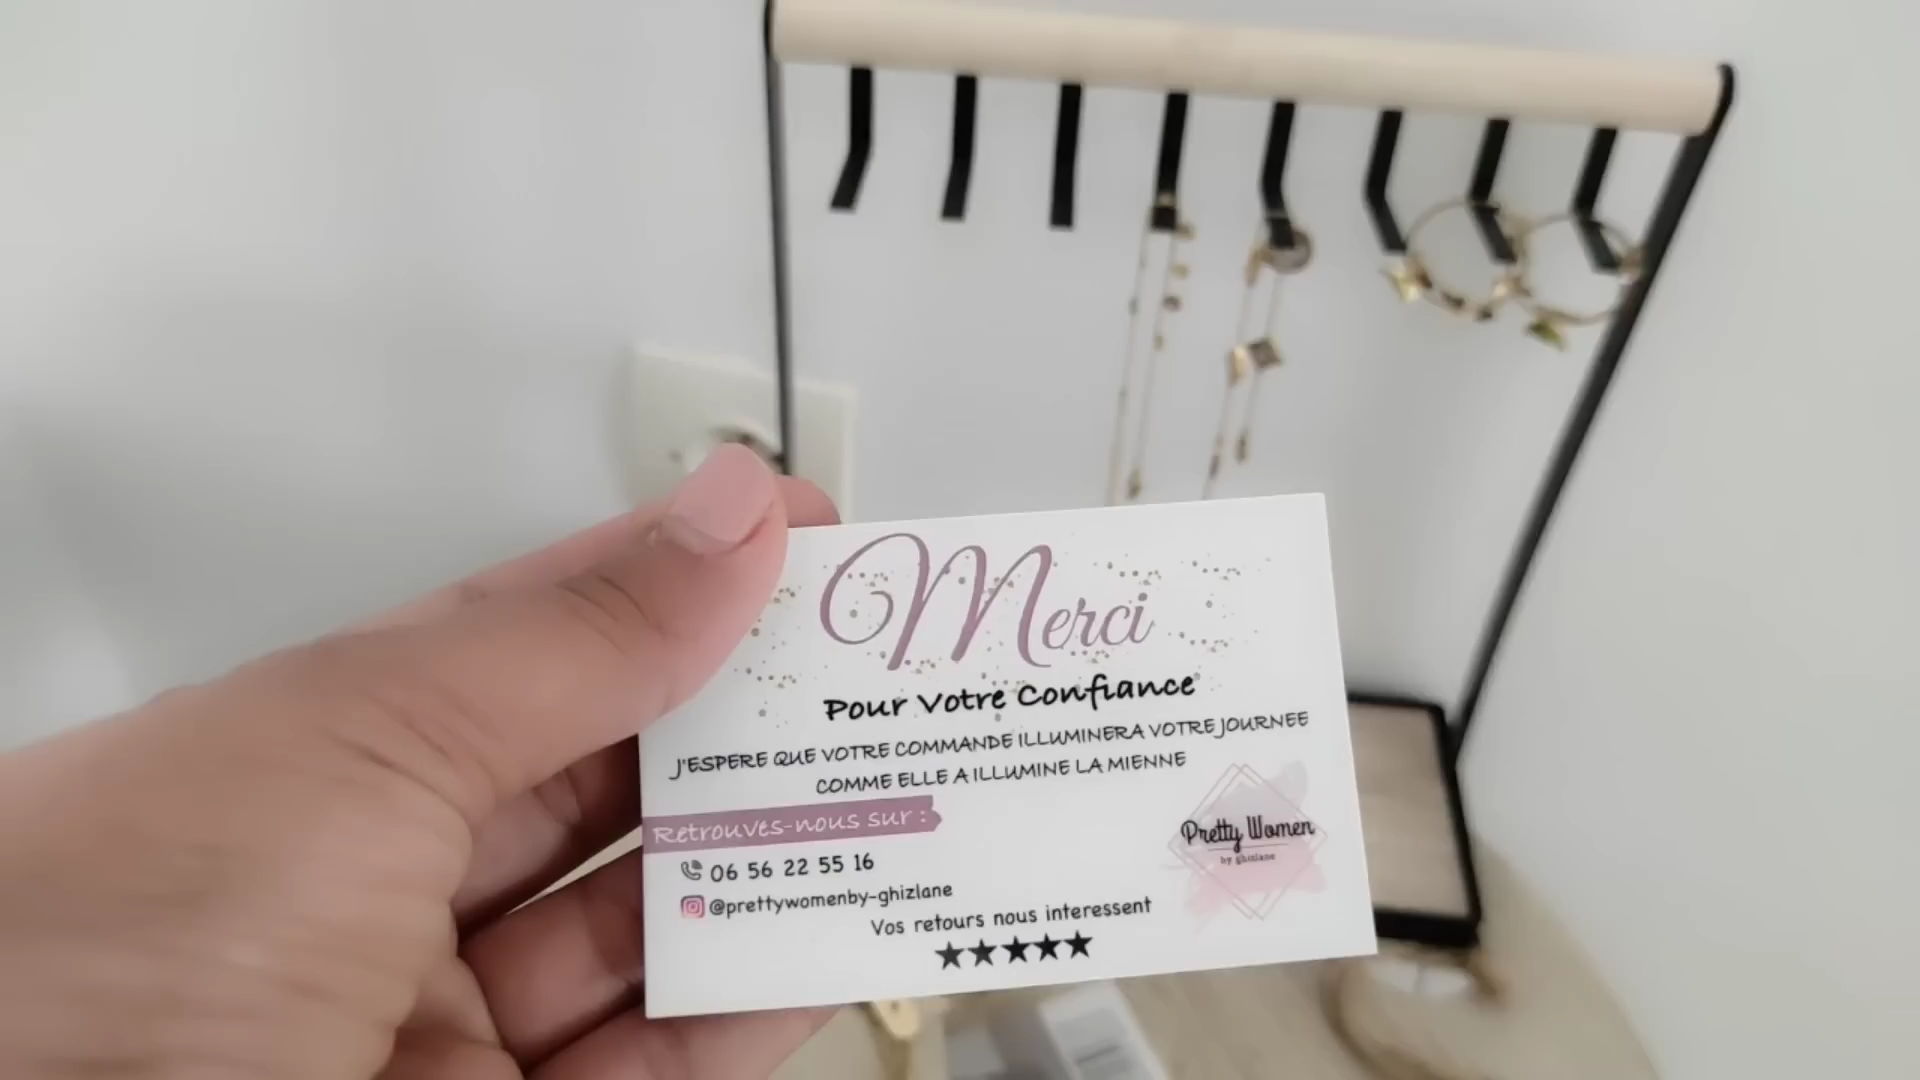 Merci
Pour Votre Confiance
J'ESPERE QUE VOTRE COMMANDE ILLUMINERA VOTRE JOURNEE
COMME ELLE A ILLUMINE LA MIENNE
Retrouves-nous sur :
06 56 22 55 16
@prettywomenby-ghizlane
Vos retours nous interessent
Pretty Women
by ghizlane